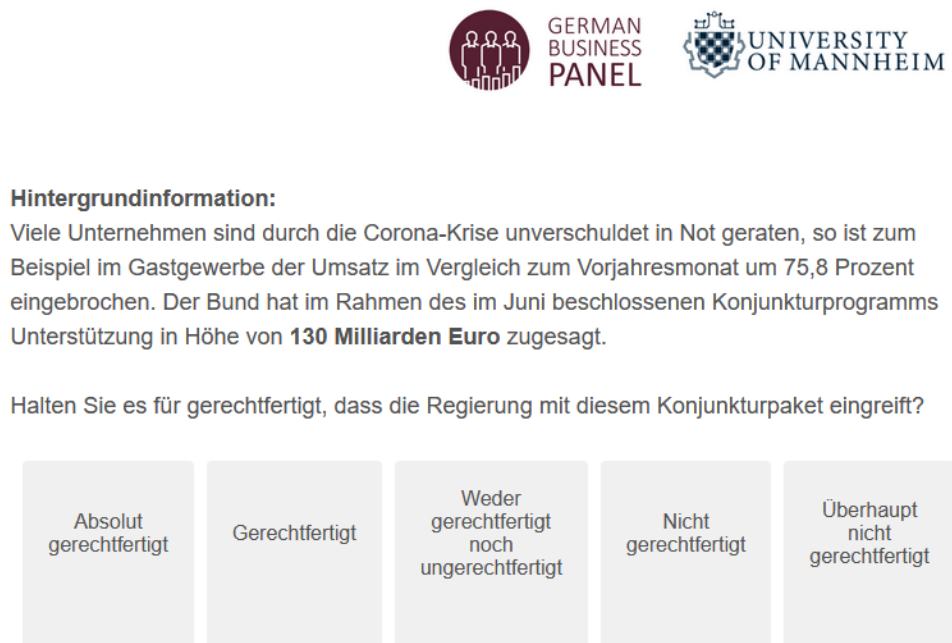 GERMAN
BUSINESS
PANEL
UNIVERSITY
OF MANNHEIM
Hintergrundinformation:
Viele Unternehmen sind durch die Corona-Krise unverschuldet in Not geraten, so ist zum
Beispiel im Gastgewerbe der Umsatz im Vergleich zum Vorjahresmonat um 75,8 Prozent
eingebrochen. Der Bund hat im Rahmen des im Juni beschlossenen Konjunkturprogramms
Unterstützung in Höhe von 130 Milliarden Euro zugesagt.
Halten Sie es für gerechtfertigt, dass die Regierung mit diesem Konjunkturpaket eingreift?
Absolut
gerechtfertigt
Gerechtfertigt
Weder
gerechtfertigt
noch
ungerechtfertigt
Nicht
gerechtfertigt
Überhaupt
nicht
gerechtfertigt